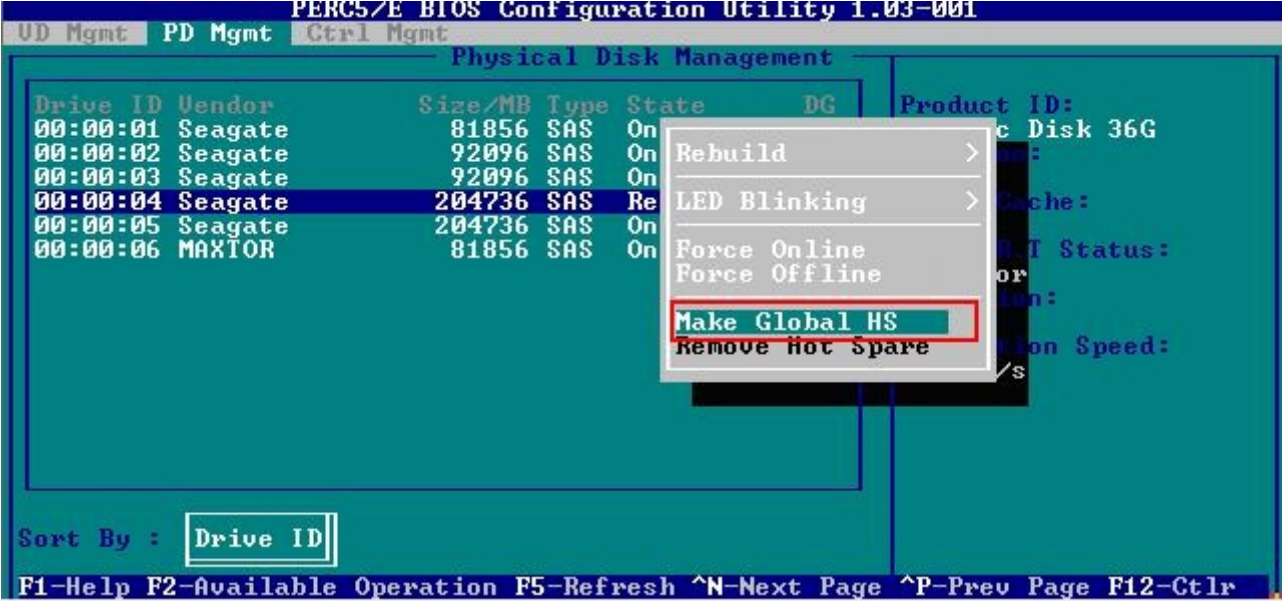 PERC5/E BIOS Configuration Utility 1.03-001
VD Mgmt PD Mgmt Ctrl Mgmt
Physical Disk Management
Drive ID Vendor Size/MB Type State DG
00:00:01 Seagate 81856 SAS On
00:00:02 Seagate 92096 SAS On
00:00:03 Seagate 92096 SAS On
00:00:04 Seagate 204736 SAS Re
00:00:05 Seagate 204736 SAS On
00:00:06 MAXTOR 81856 SAS On
Rebuild >
LED Blinking >
Force Online
Force Offline
Make Global HS
Remove Hot Spare
Product ID:
c Disk 36G
che:
T Status:
or
on Speed:
/s
Sort By : Drive ID
F1-Help F2-Available Operation F5-Refresh ^N-Next Page ^P-Prev Page F12-Ctlr